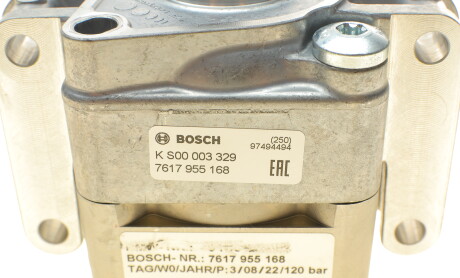 BOSCH
(250)
97494494
K S00 003 329
7617 955 168
EAC
BOSCH- NR.: 7617 955 168
TAG/W0/JAHR/P:3/08/22/120 bar